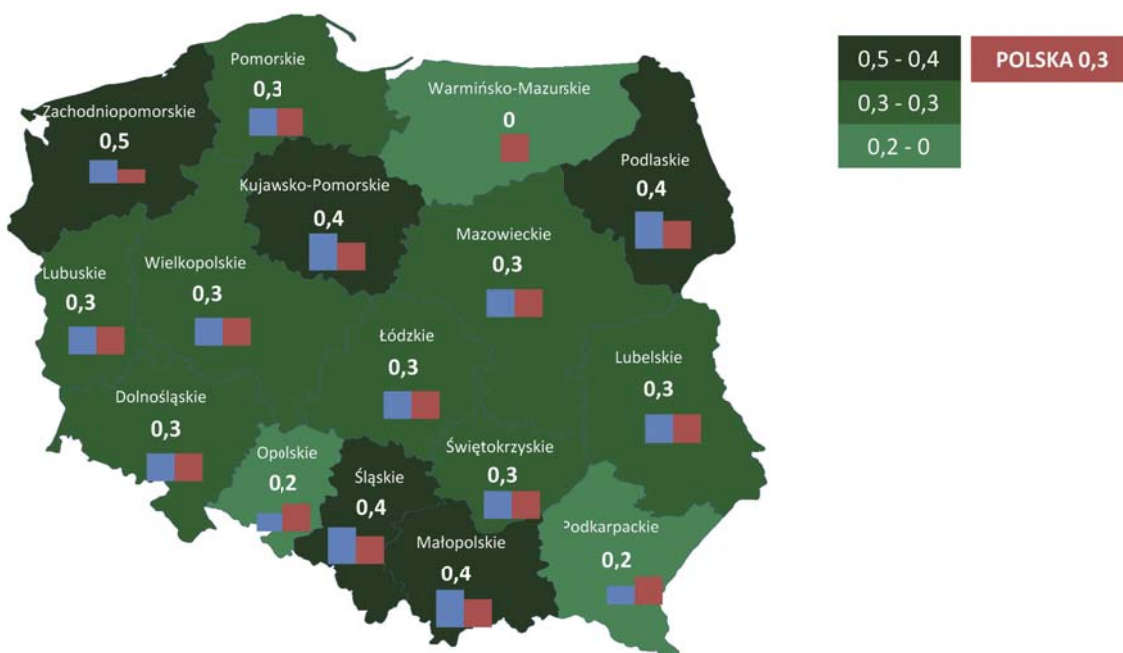 Pomorskie
0,3
Warmińsko-Mazurskie
0
Zachodniopomorskie
0,5
Podlaskie
0,4
Kujawsko-Pomorskie
0,4
Mazowieckie
0,3
Lubuskie
0,3
Wielkopolskie
0,3
Łódzkie
0,3
Lubelskie
0,3
Dolnośląskie
0,3
Opolskie
0,2
Śląskie
0,4
Świętokrzyskie
0,3
Małopolskie
0,4
Podkarpackie
0,2
0,5 - 0,4
POLSKA 0,3
0,3 - 0,3
0,2 - 0